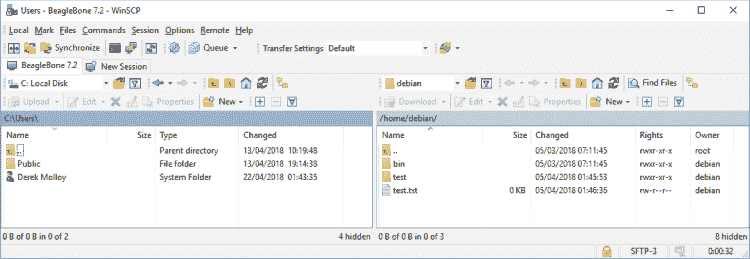 Users - BeagleBone 7.2 - WinSCP
Local Mark Files Commands Session Options Remote Help
Synchronize Queue Transfer Settings Default
BeagleBone 7.2 New Session
C: Local Disk debian Find Files
Upload Edit Properties New Download Edit Properties New
C:\Users\ /home/debian/
Name Size Type Changed Name Size Changed Rights Owner
.. Parent directory 13/04/2018 10:19:48 .. 05/03/2018 07:11:45 rwxr-xr-x root
Public File folder 13/04/2018 19:14:38 bin 05/03/2018 07:11:45 rwxr-xr-x debian
Derek Molloy System Folder 22/04/2018 01:43:35 test 05/04/2018 01:45:53 rwxr-xr-x debian
test.txt 0 KB 05/04/2018 01:46:36 rw-r--r-- debian
0 B of 0 B in 0 of 2 4 hidden 0 B of 0 B in 0 of 3 8 hidden
SFTP-3 0:00:32